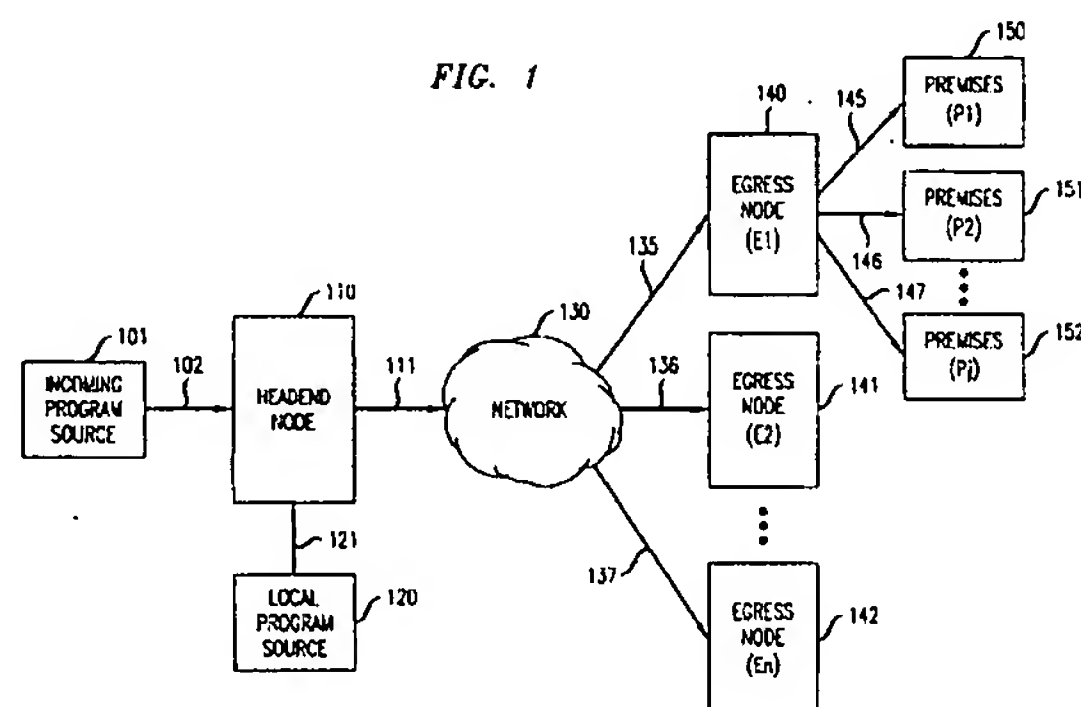 FIG. 1
150
PREMISES
(P1)
140
145
EGRESS
NODE
(E1)
PREMISES
(P2)
151
146
147
135
PREMISES
(Pj)
152
110
130
101
INCOMING
PROGRAM
SOURCE
102
HEADEND
NODE
111
NETWORK
136
EGRESS
NODE
(E2)
141
121
137
LOCAL
PROGRAM
SOURCE
120
EGRESS
NODE
(En)
142